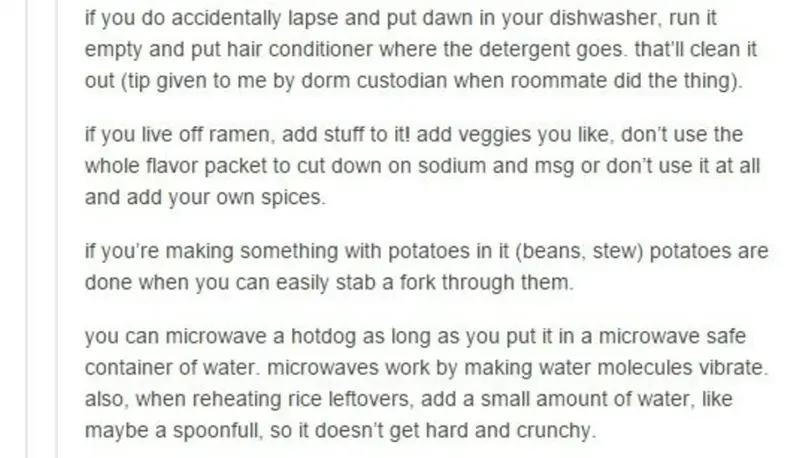 if you do accidentally lapse and put dawn in your dishwasher, run it
empty and put hair conditioner where the detergent goes. that'll clean it
out (tip given to me by dorm custodian when roommate did the thing).
if you live off ramen, add stuff to it! add veggies you like, don't use the
whole flavor packet to cut down on sodium and msg or don't use it at all
and add your own spices.
if you're making something with potatoes in it (beans, stew) potatoes are
done when you can easily stab a fork through them.
you can microwave a hotdog as long as you put it in a microwave safe
container of water. microwaves work by making water molecules vibrate.
also, when reheating rice leftovers, add a small amount of water, like
maybe a spoonfull, so it doesn't get hard and crunchy.